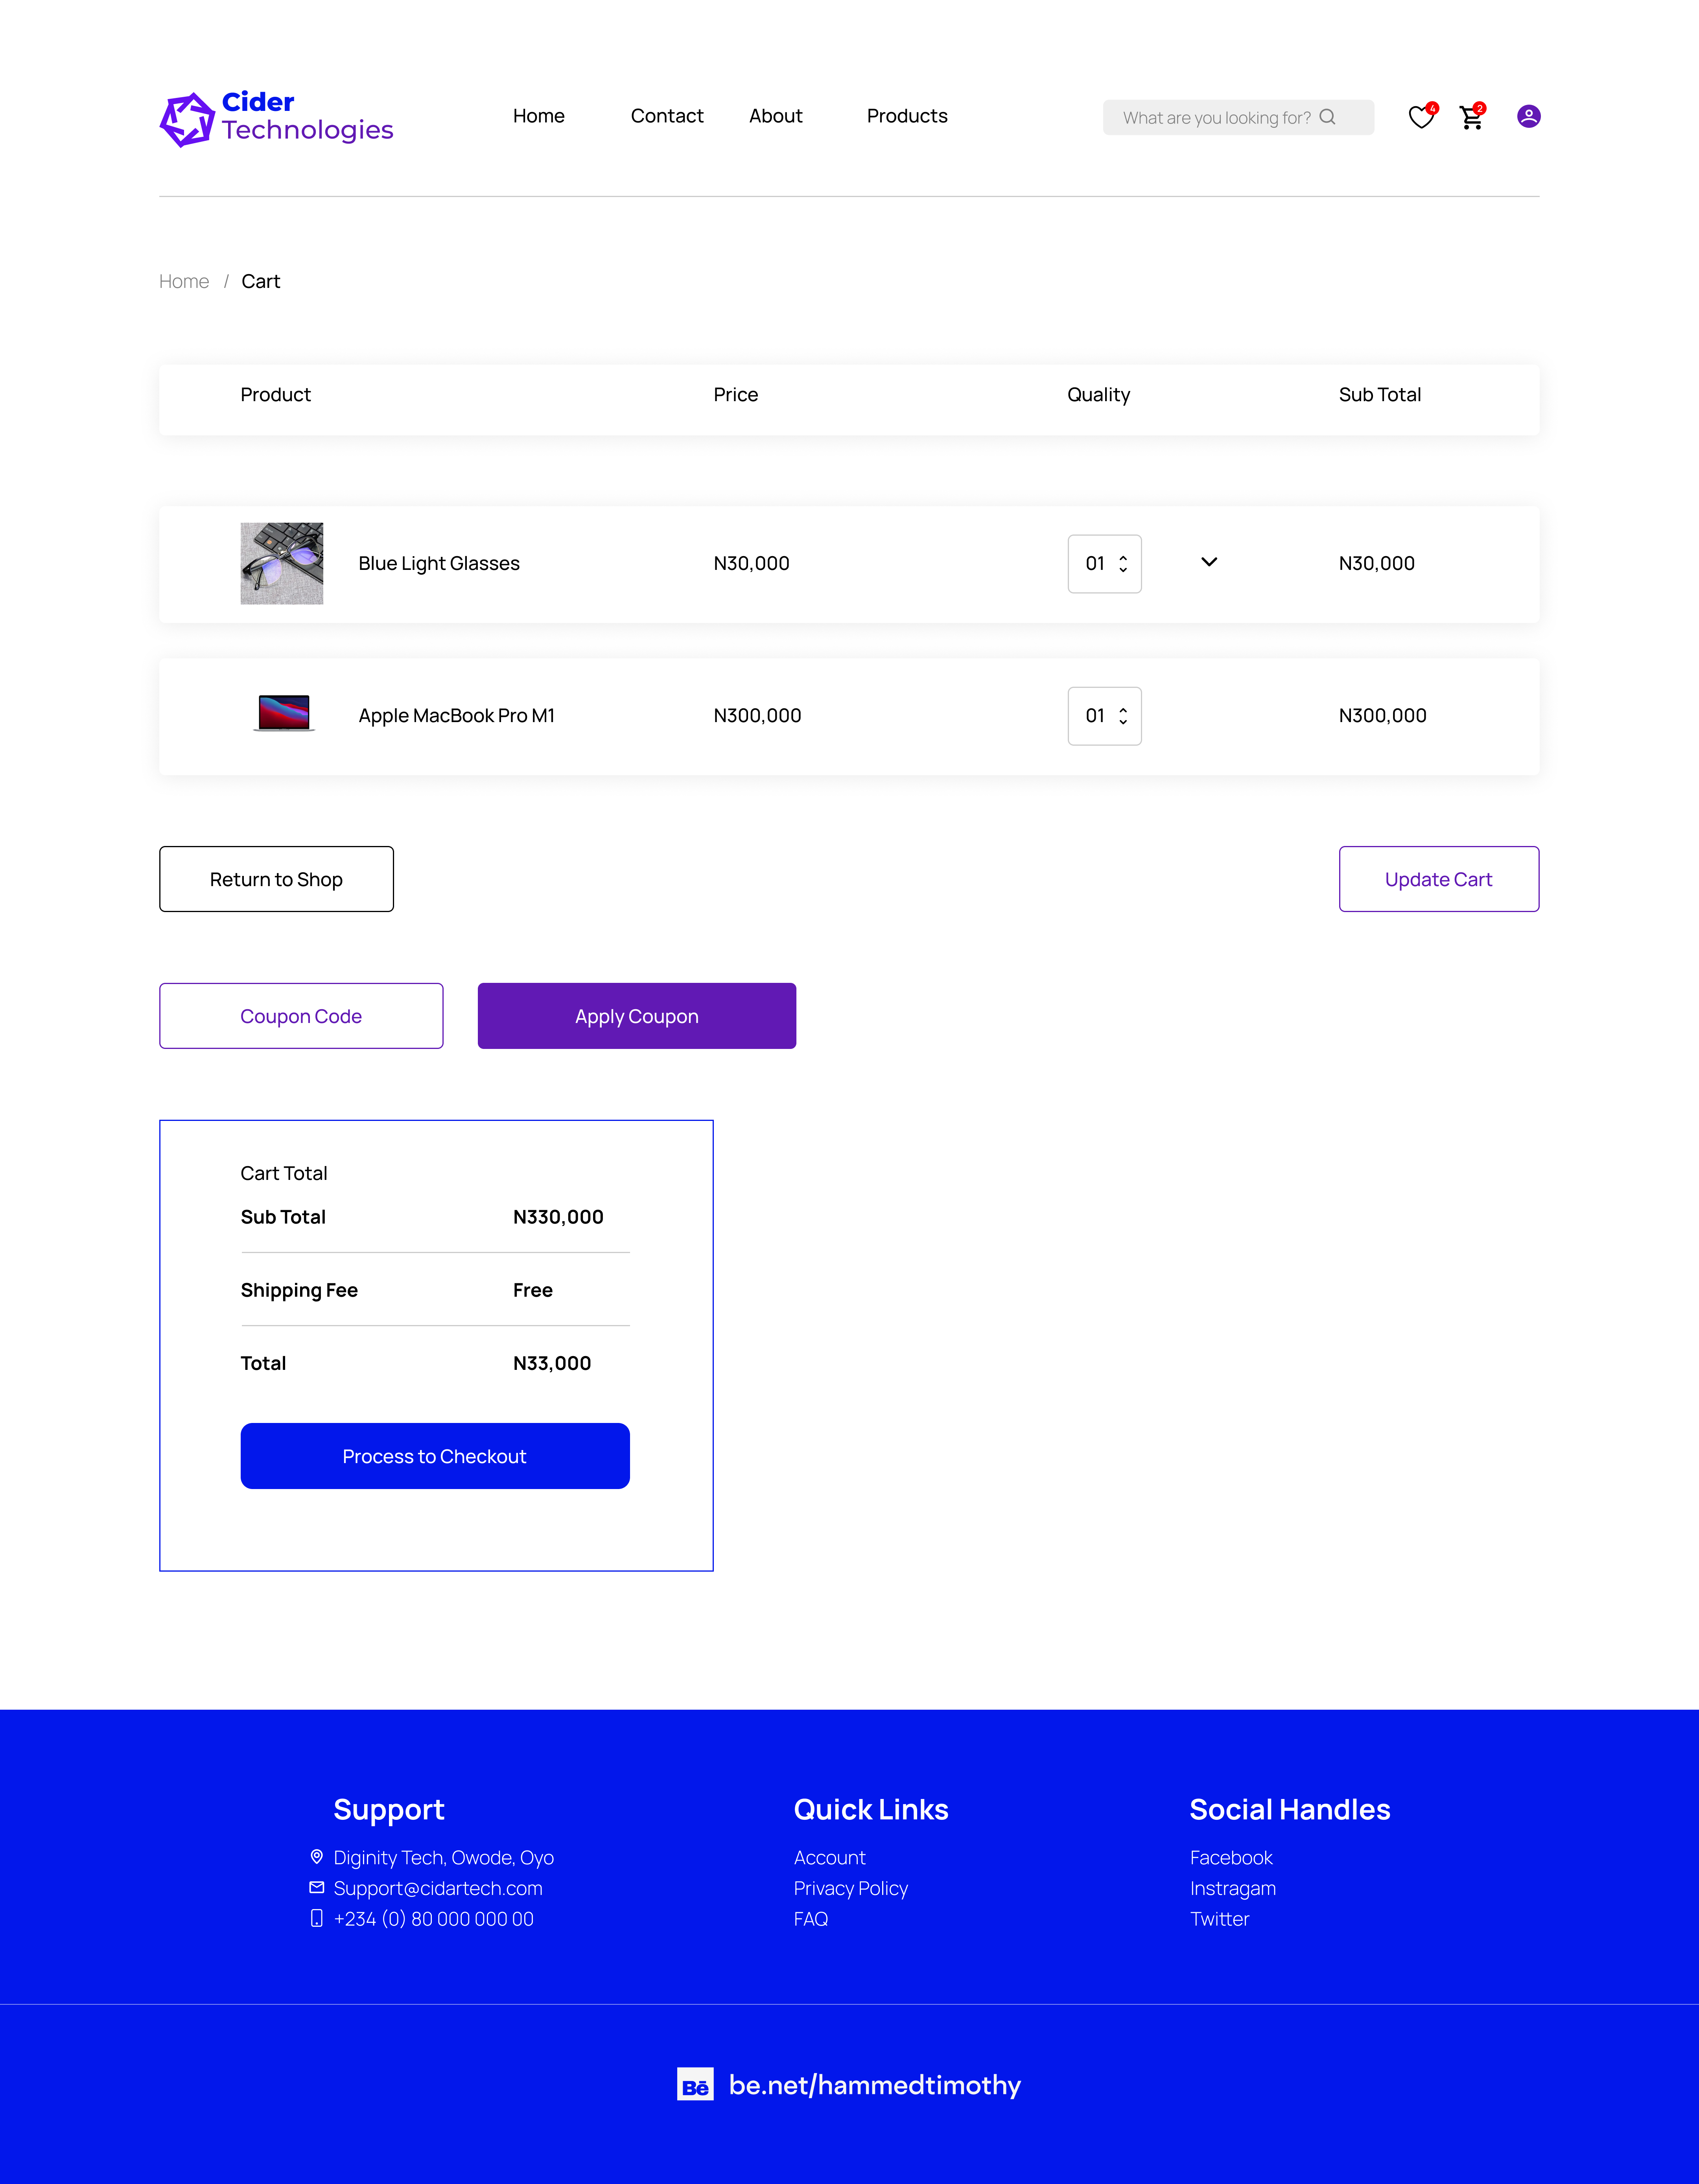 Cider
Technologies
Home Contact About Products
What are you looking for?
4
2
Home / Cart
Product Price Quality Sub Total
Blue Light Glasses N30,000 01 N30,000
Apple MacBook Pro M1 N300,000 01 N300,000
Return to Shop Update Cart
Coupon Code Apply Coupon
Cart Total
Sub Total N330,000
Shipping Fee Free
Total N33,000
Process to Checkout
Support Quick Links Social Handles
Diginity Tech, Owode, Oyo Account Facebook
Support@cidartech.com Privacy Policy Instragam
+234 (0) 80 000 000 00 FAQ Twitter
Bē be.net/hammedtimothy